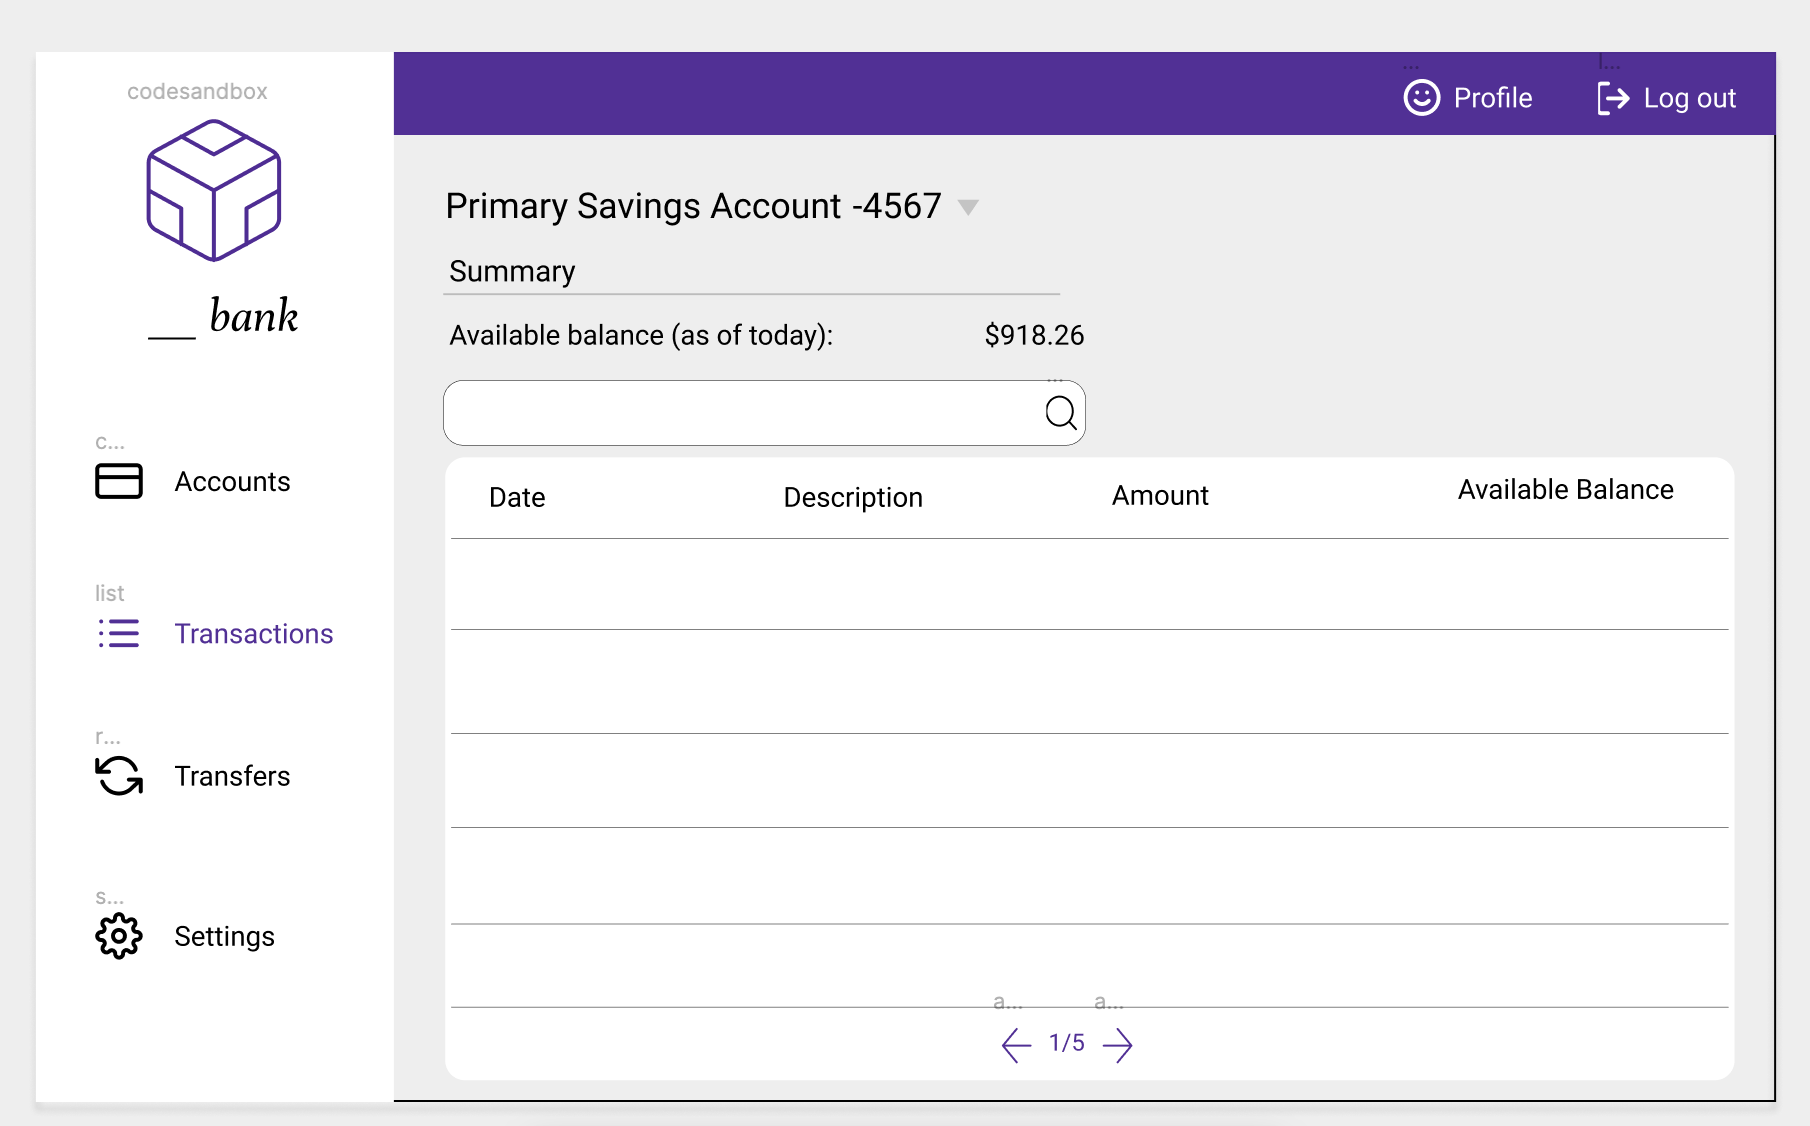 codesandbox
__ bank
c...
Accounts
list
Transactions
r...
Transfers
s...
Settings
...
l...
Profile
Log out
Primary Savings Account -4567
Summary
Available balance (as of today): $918.26
...
Date Description Amount Available Balance
a... a...
1/5